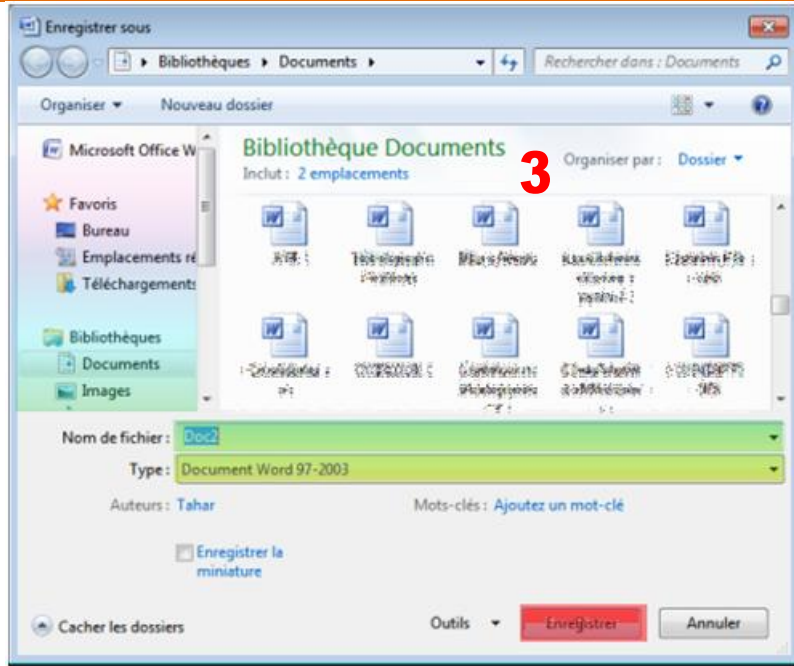 Enregistrer sous
Bibliothèques Documents
Rechercher dans : Documents
Organiser Nouveau dossier
Microsoft Office W
Bibliothèque Documents
Inclut : 2 emplacements
3
Organiser par : Dossier
Favoris
Bureau
Emplacements ré
Téléchargements
Bibliothèques
Documents
Images
Nom de fichier : Doc2
Type : Document Word 97-2003
Auteurs : Tahar
Mots-clés : Ajoutez un mot-clé
Enregistrer la
miniature
Cacher les dossiers
Outils
Enregistrer
Annuler